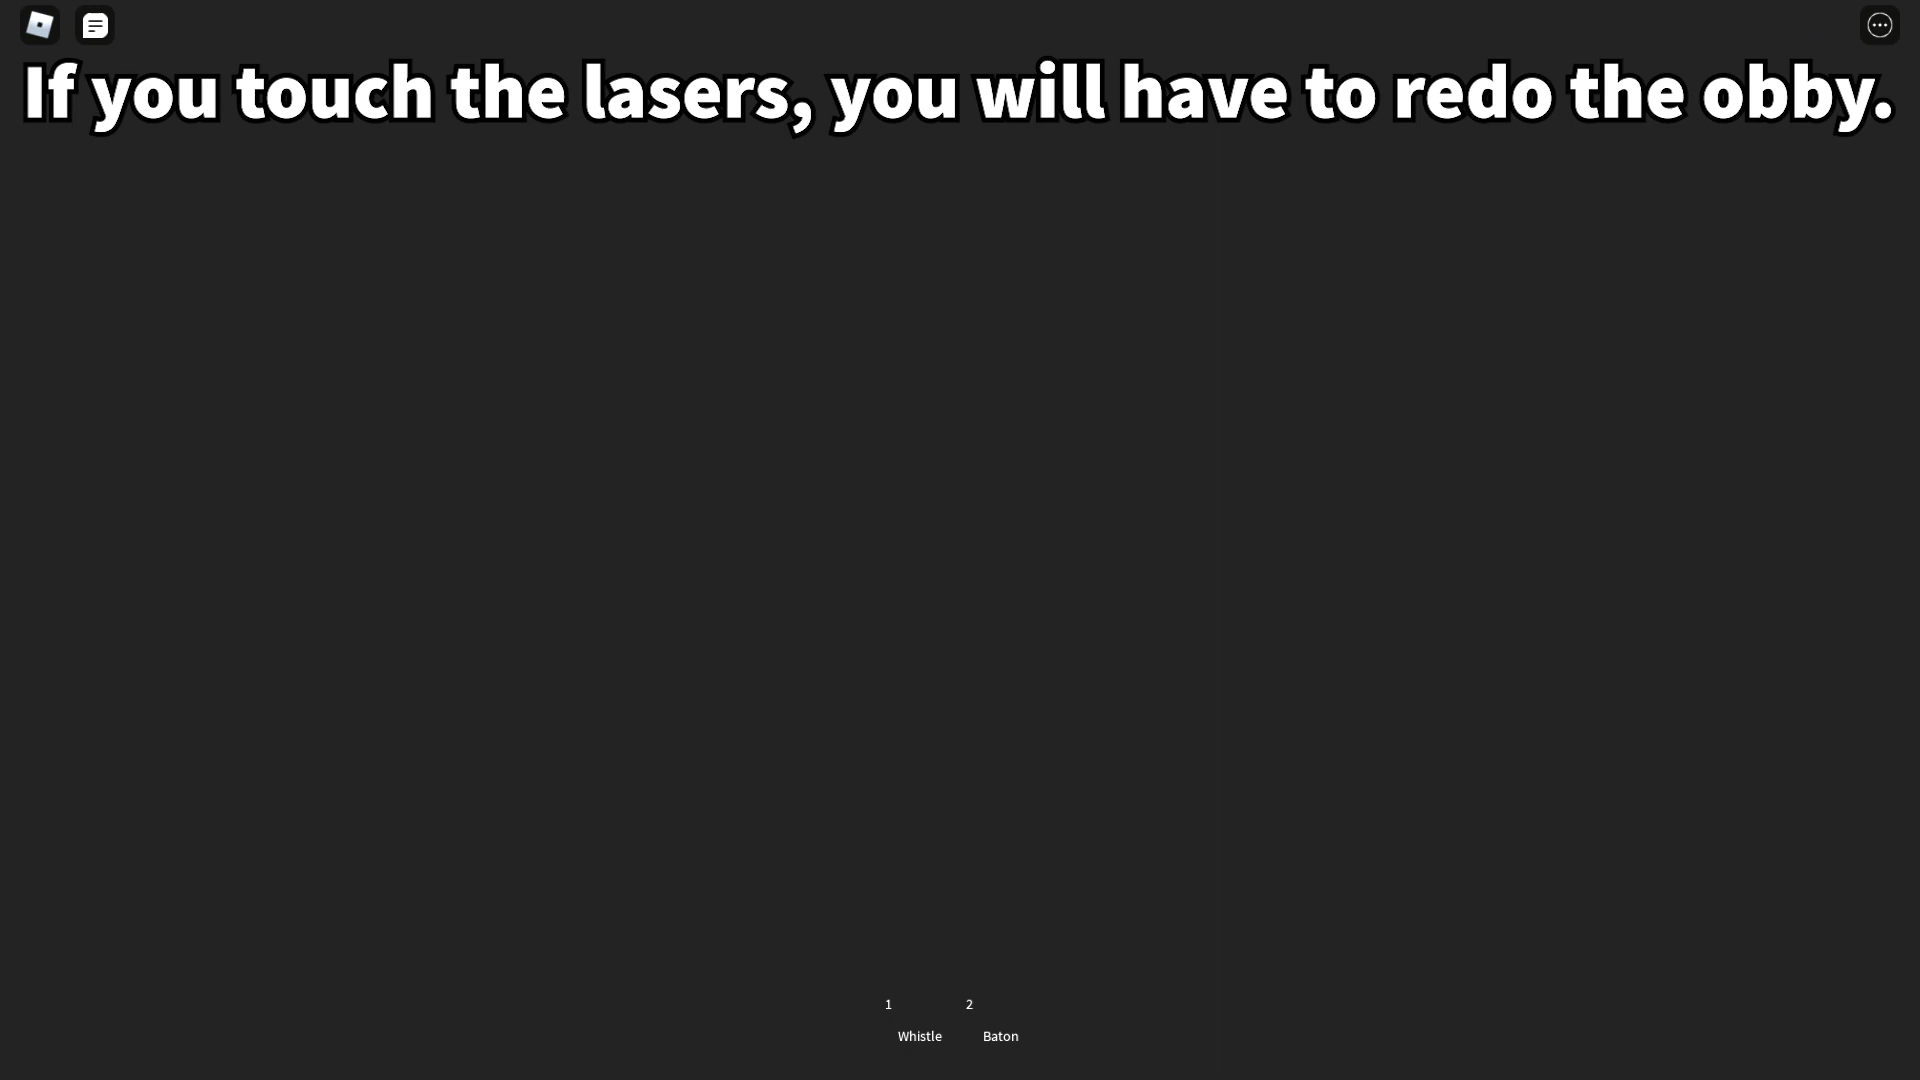 If you touch the lasers, you will have to redo the obby.
1 2
Whistle Baton